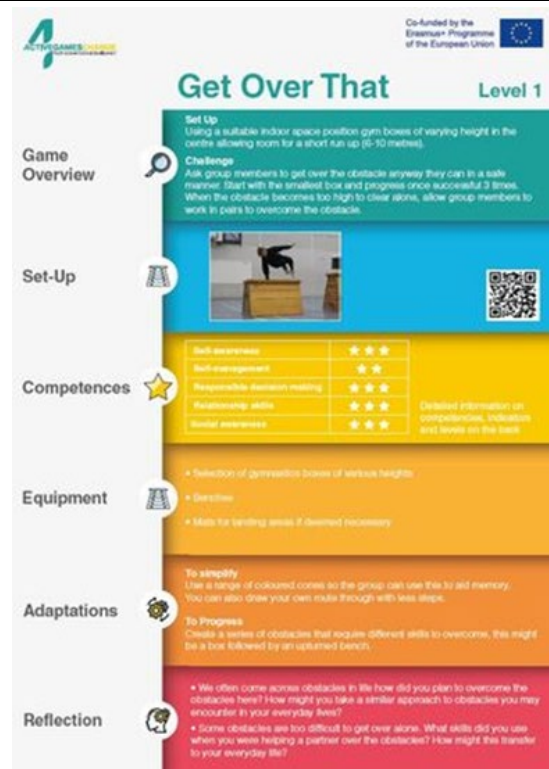 4
ACTIVEGAMES4CHANGE
Co-funded by the
Erasmus+ Programme
of the European Union
Get Over That
Level 1
Game
Overview
Set Up
Using a suitable indoor space position gym boxes of varying height in the
centre allowing room for a short run up (6-10 metres).
Challenge
Ask group members to get over the obstacle anyway they can in a safe
manner. Start with the smallest box and progress once successful 3 times.
When the obstacle becomes too high to clear alone, allow group members to
work in pairs to overcome the obstacle.
Set-Up
Competences
Self-awareness
Self-management
Responsible decision making
Relationship skills
Social awareness
Detailed information on
competencies, indicators
and levels on the back
Equipment
• Selection of gymnastics boxes of various heights
• Benches
• Mats for landing areas if deemed necessary
Adaptations
To simplify
Use a range of coloured cones so the group can use this to aid memory.
You can also draw your own route through with less steps.
To Progress
Create a series of obstacles that require different skills to overcome, this might
be a box followed by an upturned bench.
Reflection
• We often come across obstacles in life how did you plan to overcome the
obstacles here? How might you take a similar approach to obstacles you may
encounter in your everyday lives?
• Some obstacles are too difficult to get over alone. What skills did you use
when you were helping a partner over the obstacles? How might this transfer
to your everyday life?